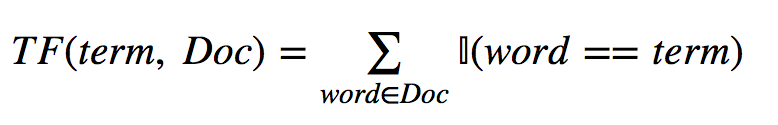 TF(term, Doc) = ∑ 𝕀(word == term)
word∈Doc